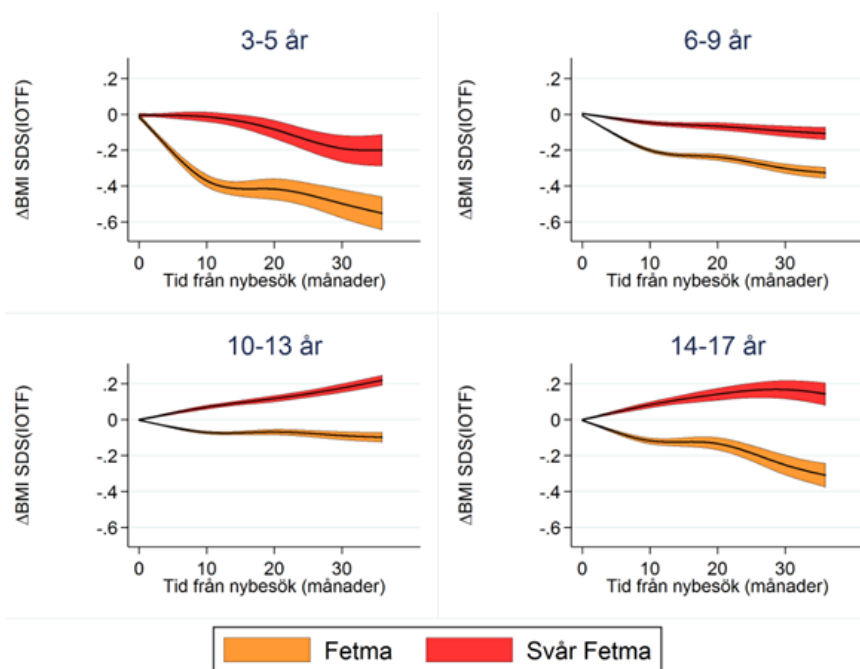 3-5 år
ΔBMI SDS(IOTF)
.2
0
-.2
-.4
-.6
0 10 20 30
Tid från nybesök (månader)
6-9 år
ΔBMI SDS(IOTF)
.2
0
-.2
-.4
-.6
0 10 20 30
Tid från nybesök (månader)
10-13 år
ΔBMI SDS(IOTF)
.2
0
-.2
-.4
-.6
0 10 20 30
Tid från nybesök (månader)
14-17 år
ΔBMI SDS(IOTF)
.2
0
-.2
-.4
-.6
0 10 20 30
Tid från nybesök (månader)
Fetma Svår Fetma